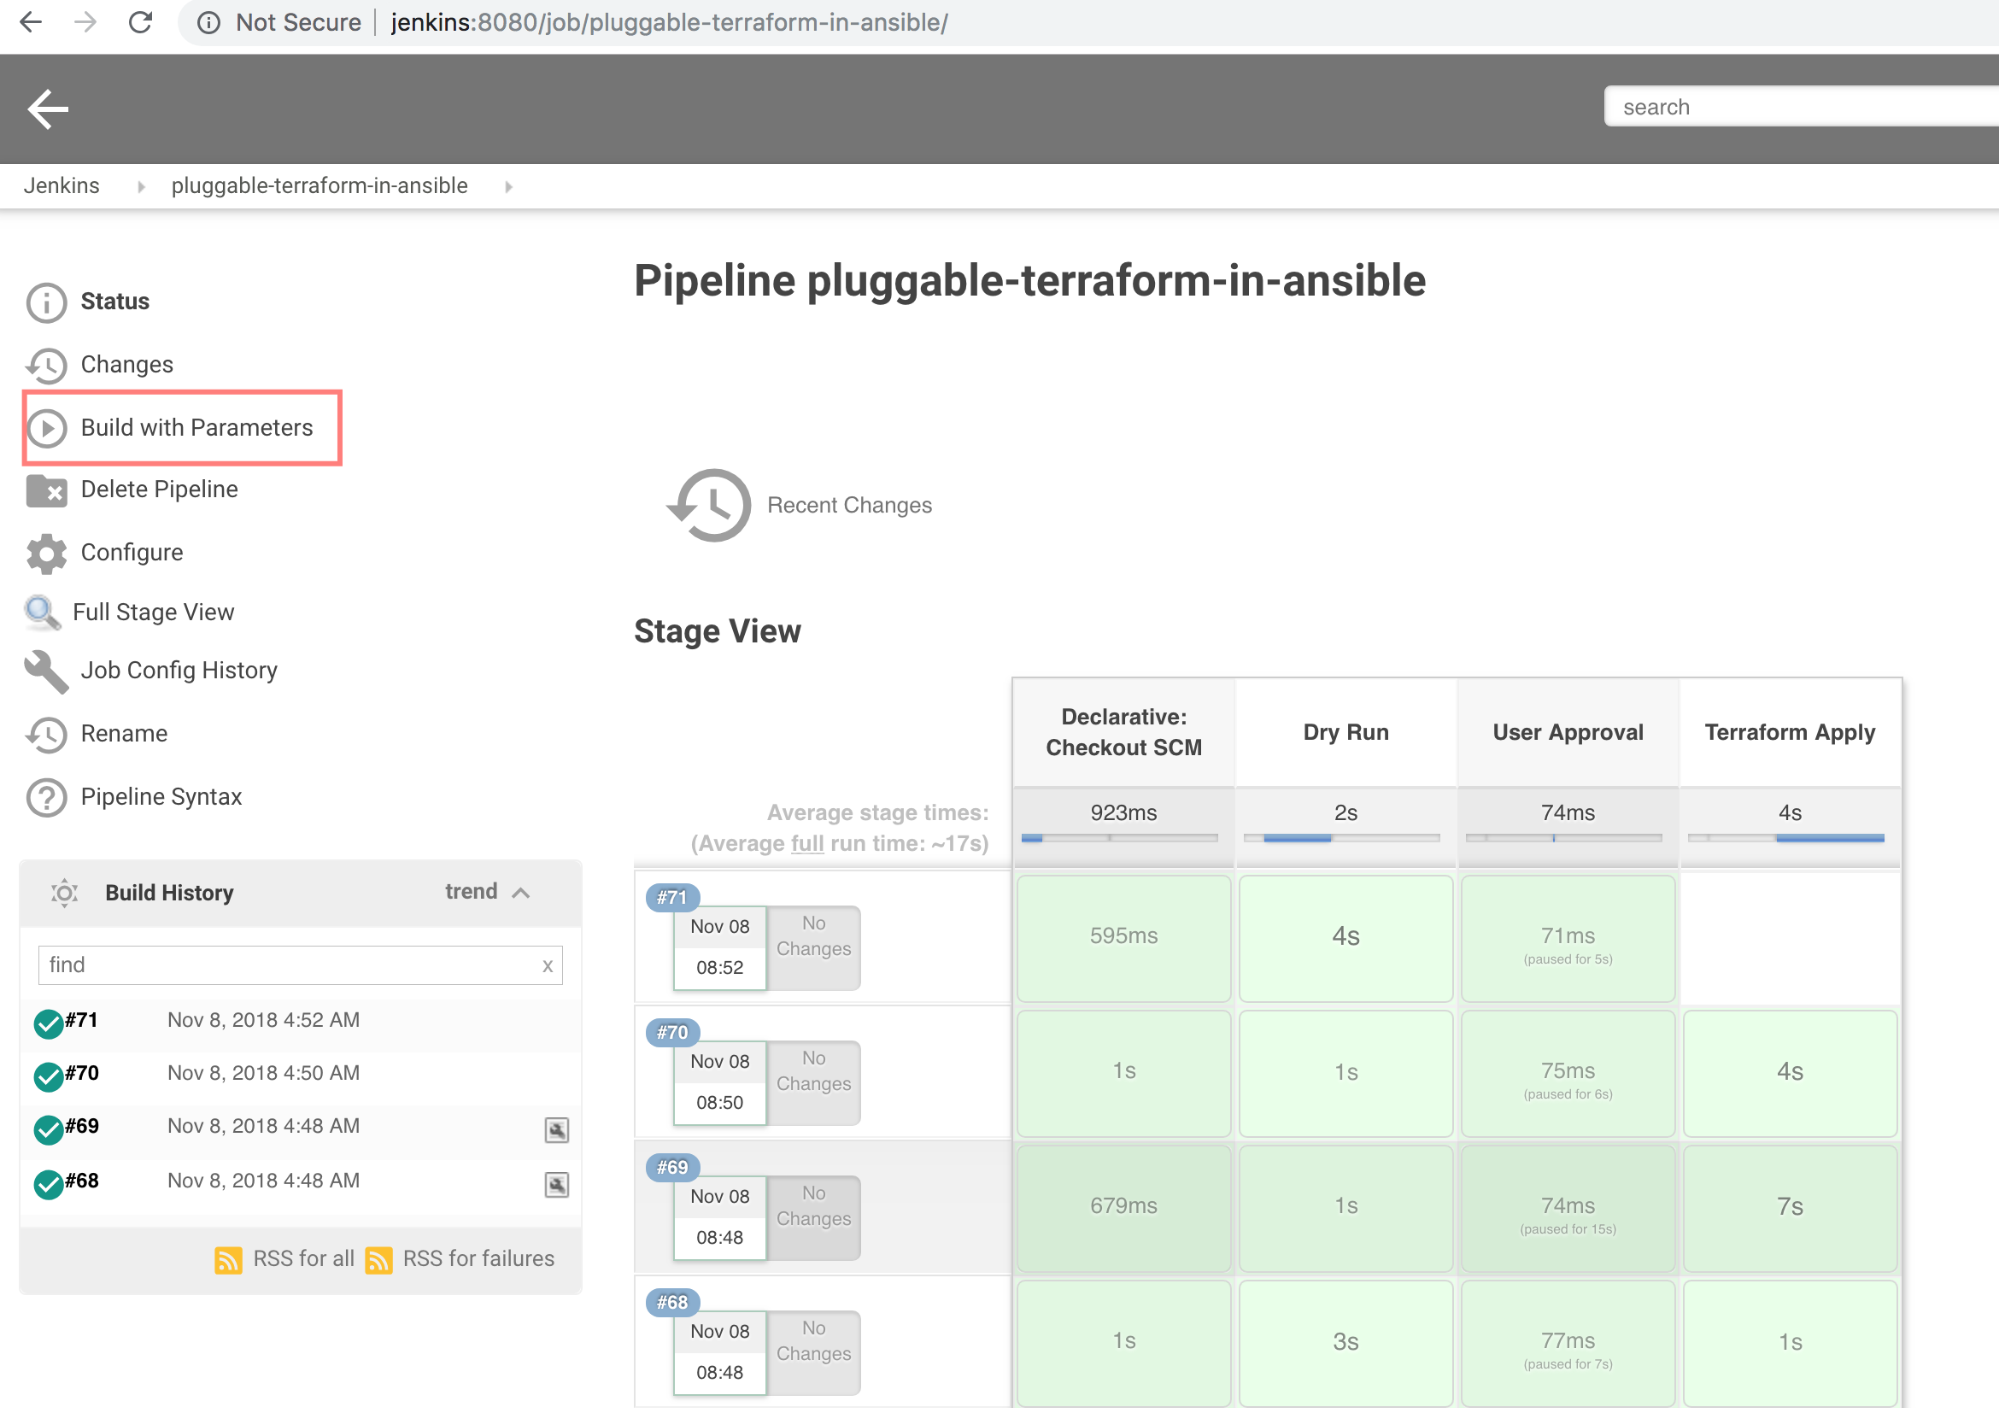 Not Secure | jenkins:8080/job/pluggable-terraform-in-ansible/
search
Jenkins
pluggable-terraform-in-ansible
Status
Changes
Build with Parameters
Delete Pipeline
Configure
Full Stage View
Job Config History
Rename
Pipeline Syntax
Build History
trend
find
x
#71 Nov 8, 2018 4:52 AM
#70 Nov 8, 2018 4:50 AM
#69 Nov 8, 2018 4:48 AM
#68 Nov 8, 2018 4:48 AM
RSS for all RSS for failures
Pipeline pluggable-terraform-in-ansible
Recent Changes
Stage View
Declarative:
Checkout SCM
Dry Run
User Approval
Terraform Apply
Average stage times:
(Average full run time: ~17s)
923ms
2s
74ms
4s
#71
Nov 08
08:52
No
Changes
595ms
4s
71ms
(paused for 5s)
#70
Nov 08
08:50
No
Changes
1s
1s
75ms
(paused for 6s)
4s
#69
Nov 08
08:48
No
Changes
679ms
1s
74ms
(paused for 15s)
7s
#68
Nov 08
08:48
No
Changes
1s
3s
77ms
(paused for 7s)
1s